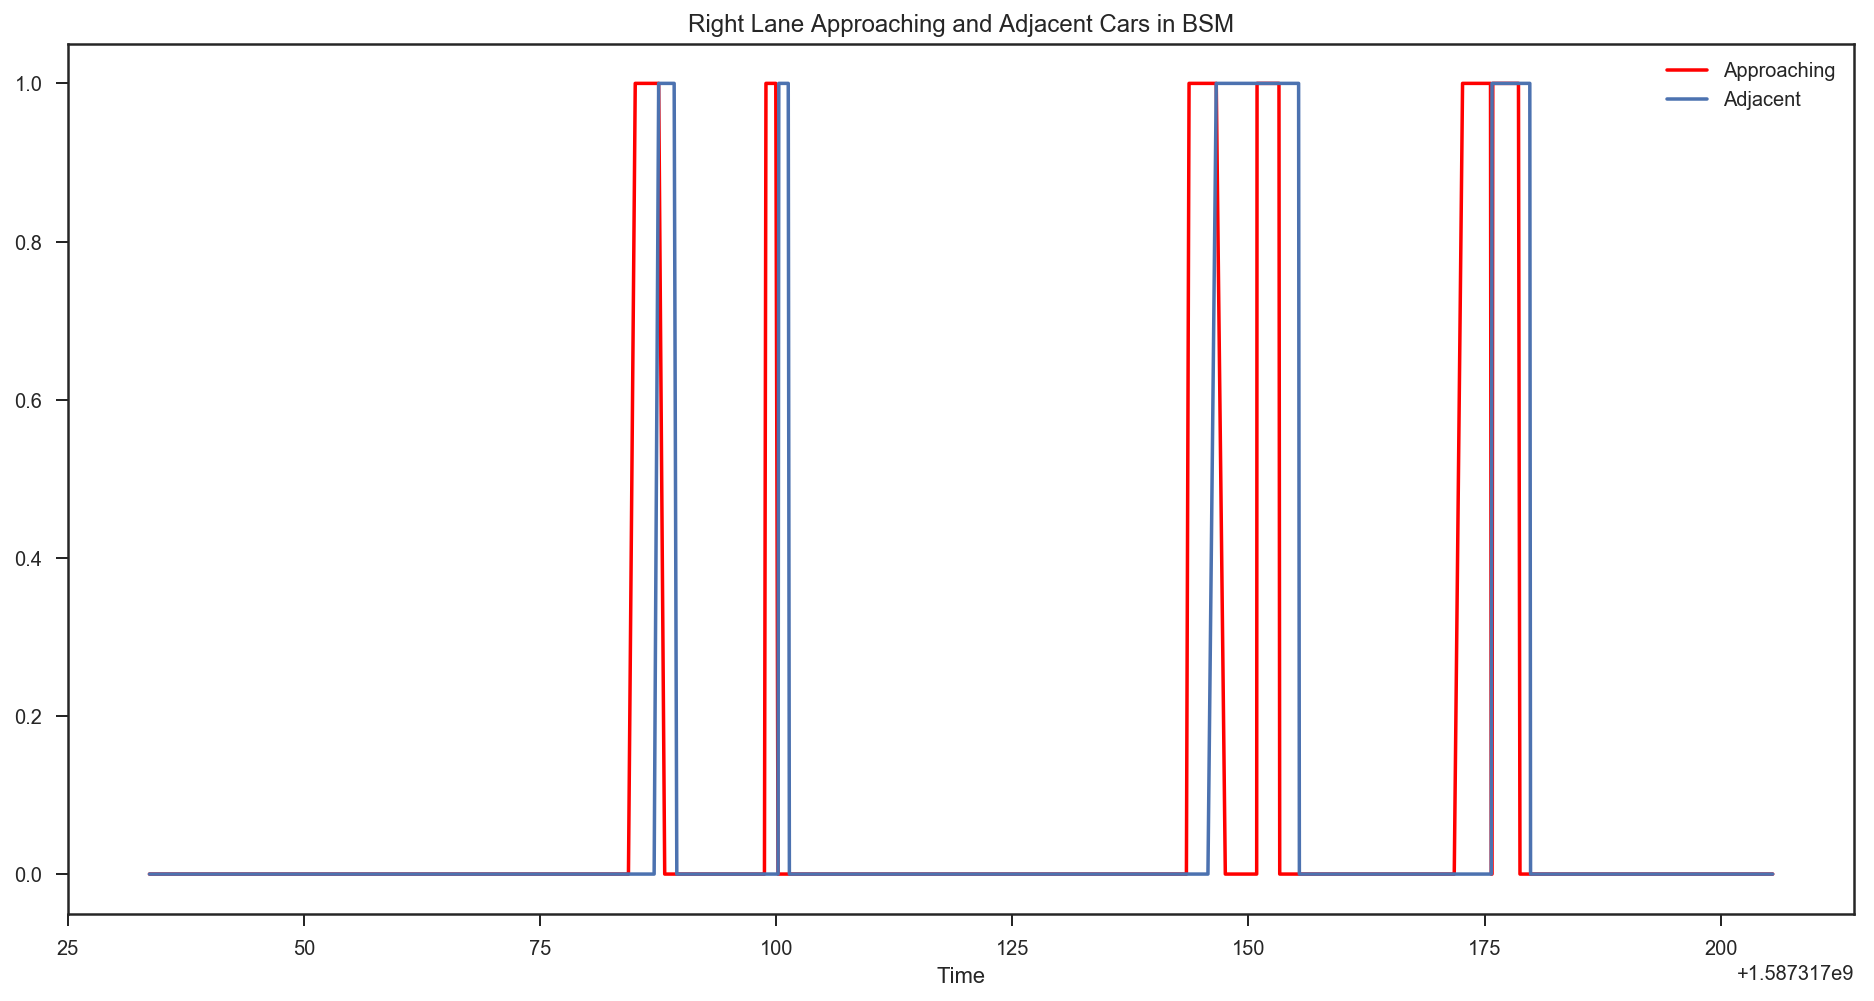 Right Lane Approaching and Adjacent Cars in BSM
Approaching
Adjacent
1.0
0.8
0.6
0.4
0.2
0.0
25 50 75 100 125 150 175 200
Time
+1.587317e9